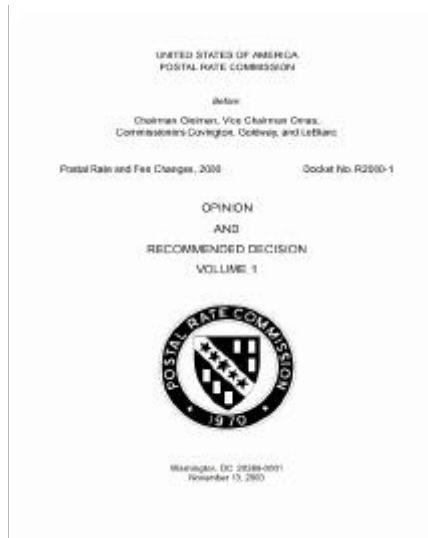 UNITED STATES OF AMERICA
POSTAL RATE COMMISSION
Before
Chairman Gleiman, Vice Chairman Omas,
Commissioners Covington, Goldway, and LeBlanc
Postal Rate and Fee Changes, 2000 Docket No. R2000-1
OPINION
AND
RECOMMENDED DECISION
VOLUME 1
POSTAL RATE COMMISSION
1970
Washington, DC 20268-0001
November 13, 2000